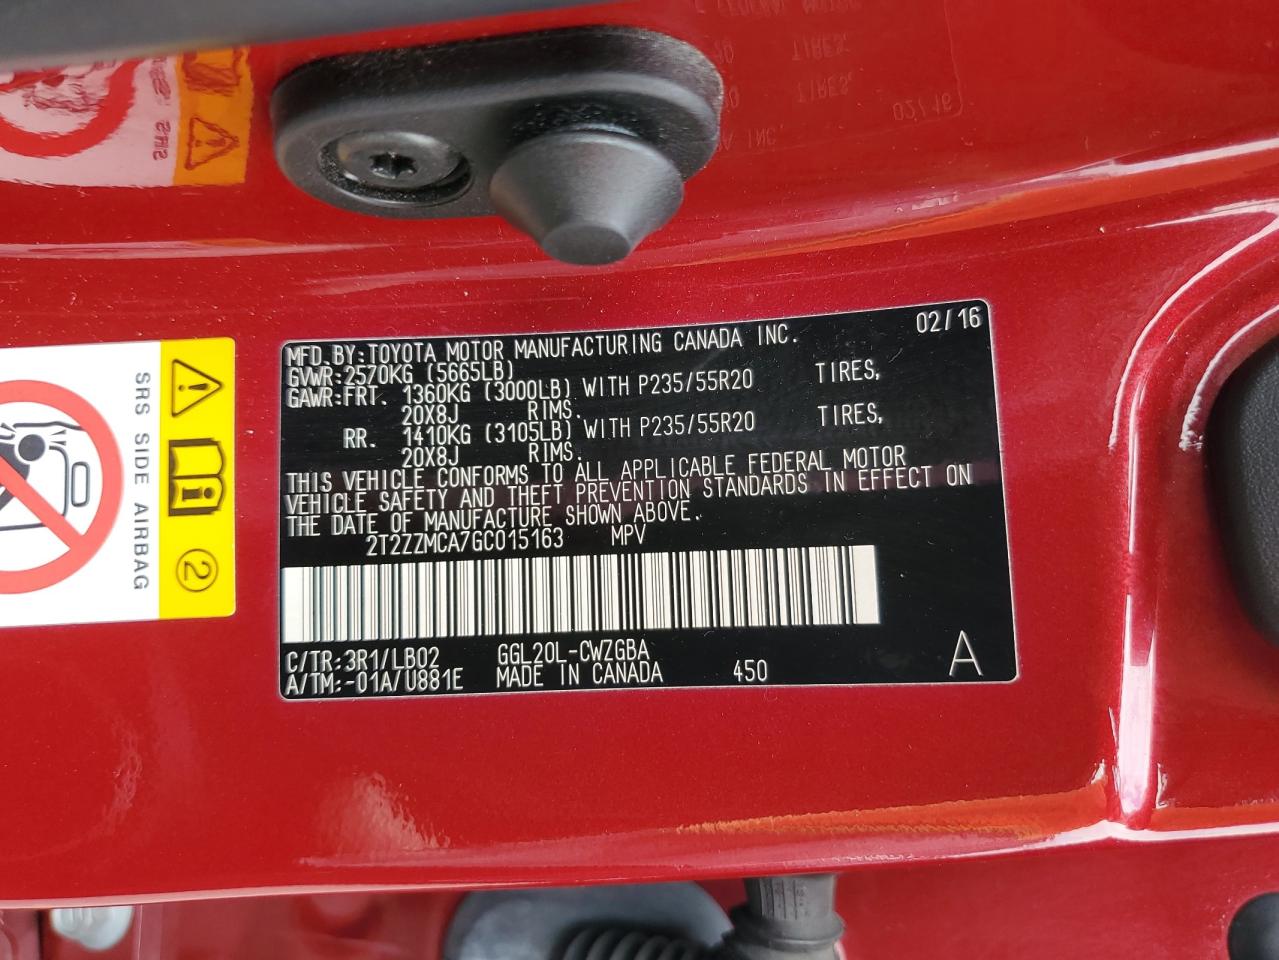 MFD.BY:TOYOTA MOTOR MANUFACTURING CANADA INC. 02/16
GVWR:2570KG (5665LB)
GAWR:FRT. 1360KG (3000LB) WITH P235/55R20 TIRES,
20X8J RIMS.
RR. 1410KG (3105LB) WITH P235/55R20 TIRES,
20X8J RIMS.
THIS VEHICLE CONFORMS TO ALL APPLICABLE FEDERAL MOTOR
VEHICLE SAFETY AND THEFT PREVENTION STANDARDS IN EFFECT ON
THE DATE OF MANUFACTURE SHOWN ABOVE.
2T2ZZMCA7GC015163 MPV
C/TR:3R1/LB02 GGL20L-CWZGBA
A/TM:-01A/U881E MADE IN CANADA 450 A
SRS SIDE AIRBAG
2